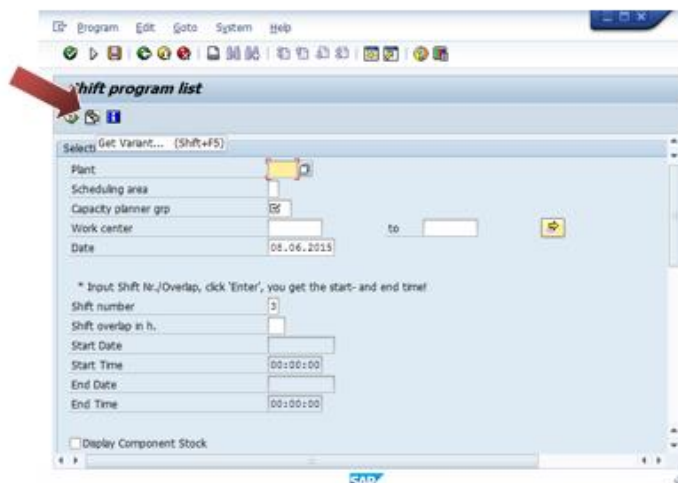 Program Edit Goto System Help
Shift program list
Get Variant... (Shift+F5)
Selecti
Plant
Scheduling area
Capacity planner grp
Work center to
Date 08.06.2015
* Input Shift Nr./Overlap, click 'Enter', you get the start- and end time!
Shift number 3
Shift overlap in h.
Start Date
Start Time 00:00:00
End Date
End Time 00:00:00
Display Component Stock
SAP